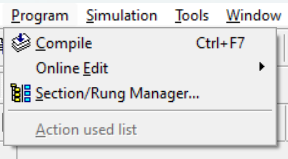 Program Simulation Tools Window
Compile Ctrl+F7
Online Edit
Section/Rung Manager...
Action used list